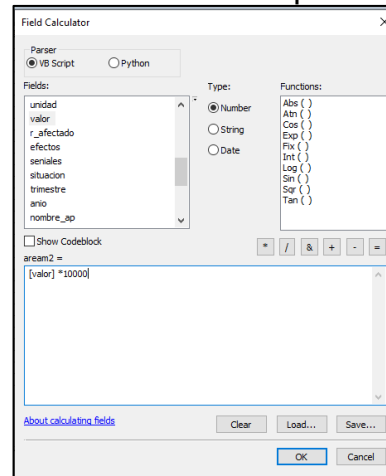 Field Calculator
Parser
VB Script Python
Fields: Type: Functions:
unidad
valor
r_afectado
efectos
seniales
situacion
trimestre
anio
nombre_ap
Number
String
Date
Abs ( )
Atn ( )
Cos ( )
Exp ( )
Fix ( )
Int ( )
Log ( )
Sin ( )
Sqr ( )
Tan ( )
Show Codeblock
* / & + - =
aream2 =
[valor] *10000
About calculating fields Clear Load... Save...
OK Cancel